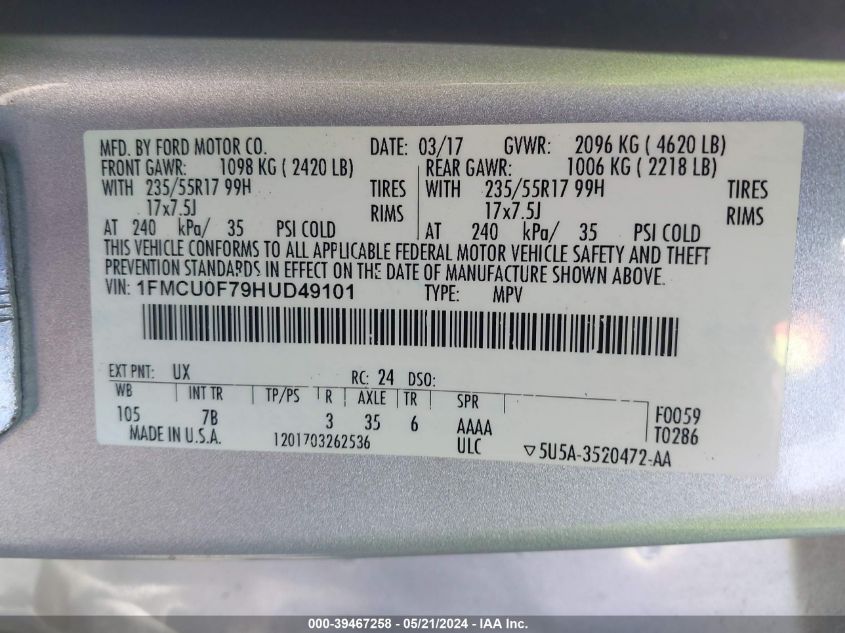 MFD. BY FORD MOTOR CO. DATE: 03/17 GVWR: 2096 KG ( 4620 LB)
FRONT GAWR: 1098 KG ( 2420 LB) REAR GAWR: 1006 KG ( 2218 LB)
WITH 235/55R17 99H TIRES WITH 235/55R17 99H TIRES
17x7.5J RIMS 17x7.5J RIMS
AT 240 kPa/ 35 PSI COLD AT 240 kPa/ 35 PSI COLD
THIS VEHICLE CONFORMS TO ALL APPLICABLE FEDERAL MOTOR VEHICLE SAFETY AND THEFT
PREVENTION STANDARDS IN EFFECT ON THE DATE OF MANUFACTURE SHOWN ABOVE.
VIN: 1FMCU0F79HUD49101 TYPE: MPV
EXT PNT: UX RC: 24 DSO:
WB INT TR TP/PS R AXLE TR SPR
105 7B 3 35 6 AAAA F0059
MADE IN U.S.A. 1201703262536 ULC T0286
▽5U5A-3520472-AA
000-39467258 - 05/21/2024 - IAA Inc.